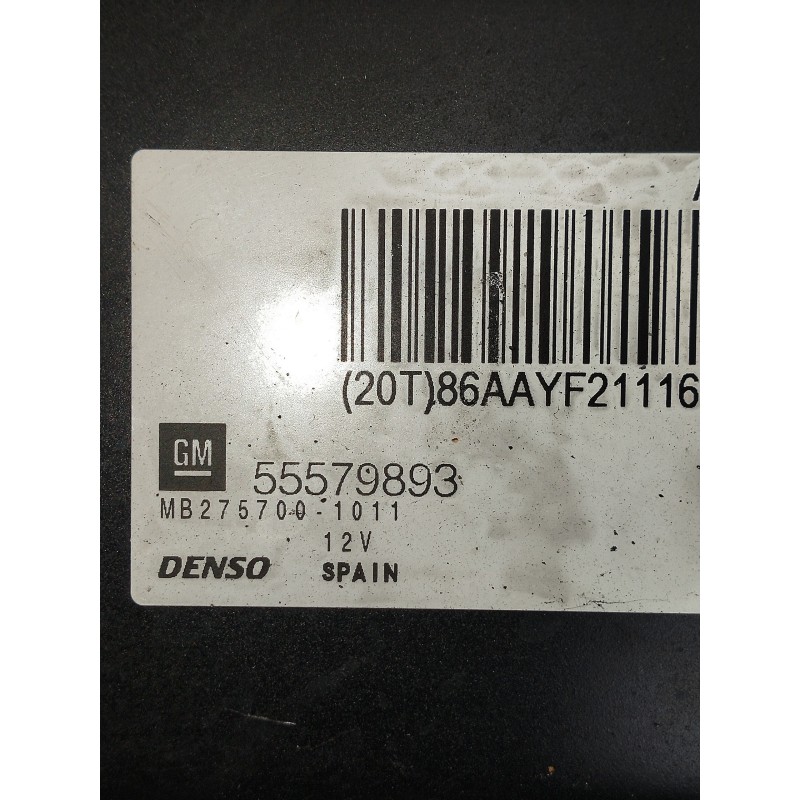 (20T)86AAYF21116
GM 55579893
MB275700-1011
12V
DENSO SPAIN